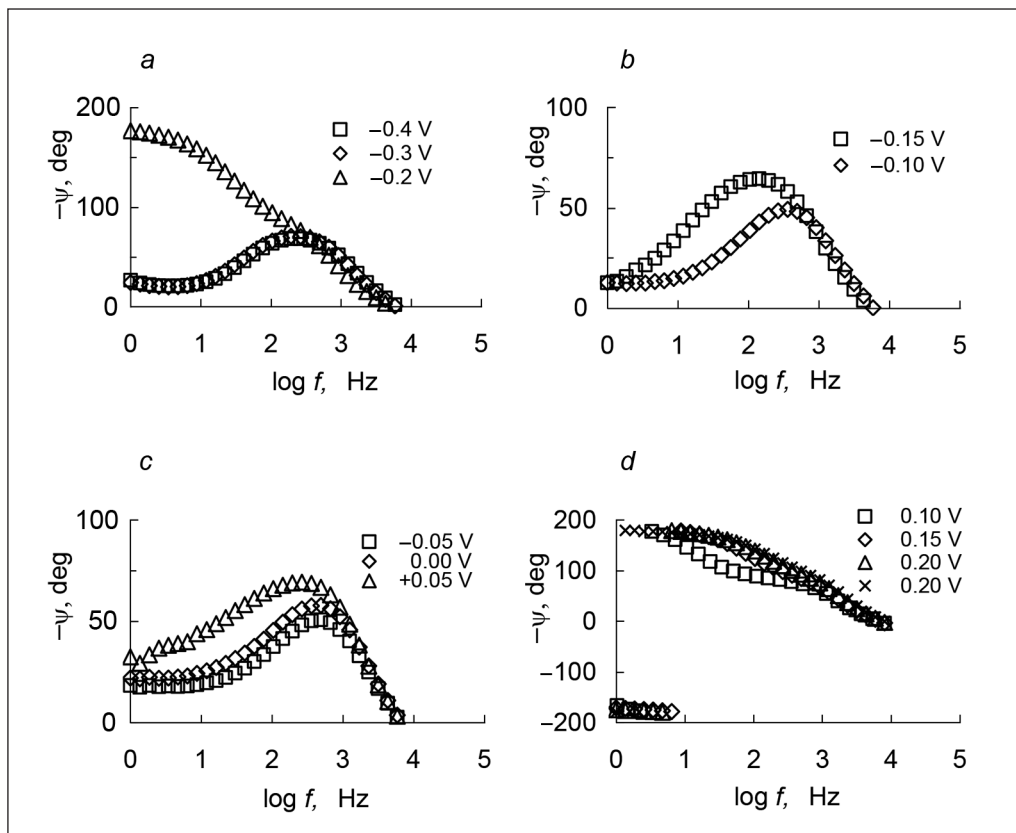 a
200
100
0
−ψ, deg
−0.4 V
−0.3 V
−0.2 V
0 1 2 3 4 5
log f, Hz
b
100
50
0
−ψ, deg
−0.15 V
−0.10 V
0 1 2 3 4 5
log f, Hz
c
100
50
0
−ψ, deg
−0.05 V
0.00 V
+0.05 V
0 1 2 3 4 5
log f, Hz
d
200
100
0
−100
−200
−ψ, deg
0.10 V
0.15 V
0.20 V
0.20 V
0 1 2 3 4 5
log f, Hz